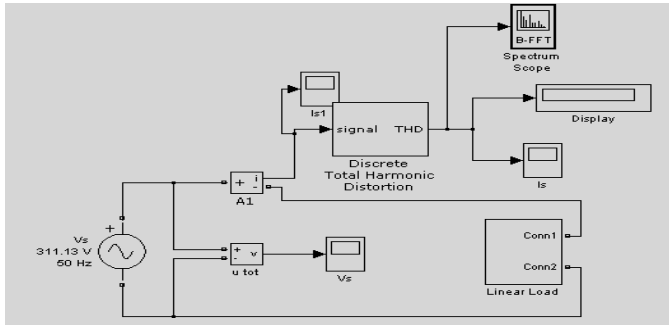 B-FFT
Spectrum
Scope
Is1
signal THD
Display
Discrete
Total Harmonic
Distortion
Is
+ i
-
A1
+
Vs
311.13 V
50 Hz
Conn1
+ v
-
u tot
Vs
Conn2
Linear Load